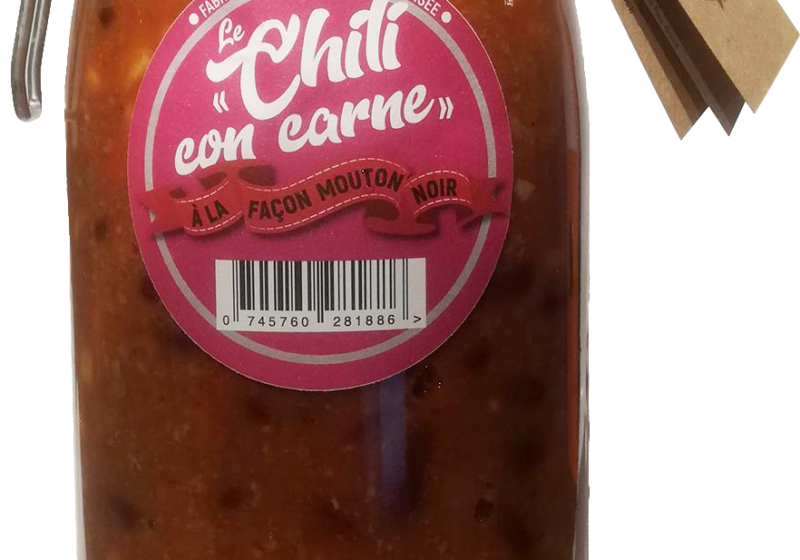 Le
Chili
« con carne »
À LA FAÇON MOUTON NOIR
0 745760 281886 >